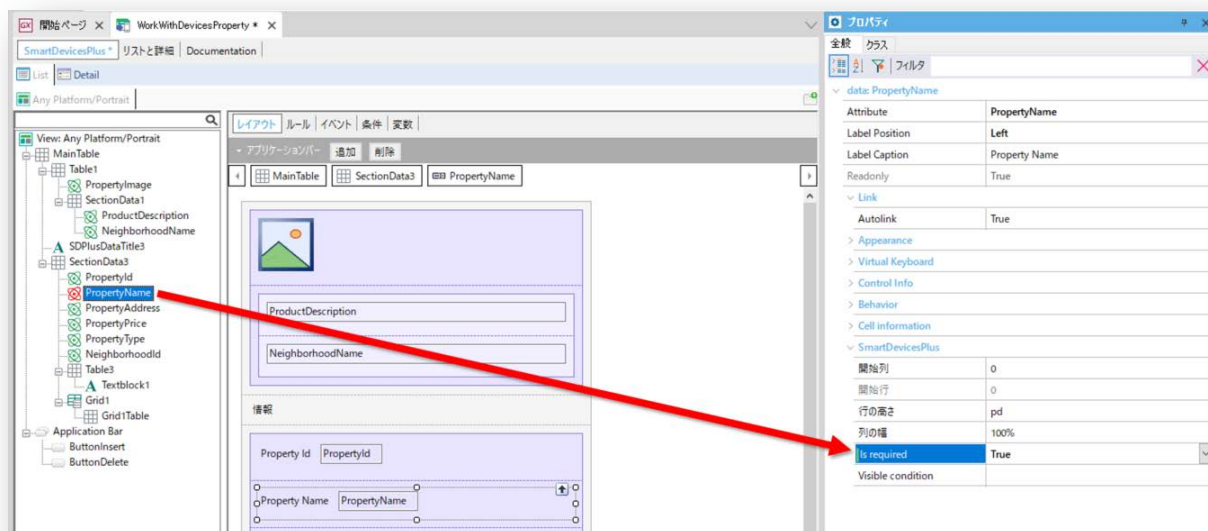 開始ページ × WorkWithDevicesProperty * ×
SmartDevicesPlus * リストと詳細 Documentation
List Detail
Any Platform/Portrait
View: Any Platform/Portrait
MainTable
Table1
PropertyImage
SectionData1
ProductDescription
NeighborhoodName
A SDPlusDataTitle3
SectionData3
PropertyId
PropertyName
PropertyAddress
PropertyPrice
PropertyType
NeighborhoodId
Table3
A Textblock1
Grid1
Grid1Table
Application Bar
ButtonInsert
ButtonDelete
レイアウト ルール イベント 条件 変数
アプリケーションバー 追加 削除
MainTable SectionData3 PropertyName
ProductDescription
NeighborhoodName
情報
Property Id PropertyId
Property Name PropertyName
プロパティ
全般 クラス
フィルタ
data: PropertyName
Attribute PropertyName
Label Position Left
Label Caption Property Name
Readonly True
Link
Autolink True
Appearance
Virtual Keyboard
Control Info
Behavior
Cell information
SmartDevicesPlus
開始列 0
開始行 0
行の高さ pd
列の幅 100%
Is required True
Visible condition